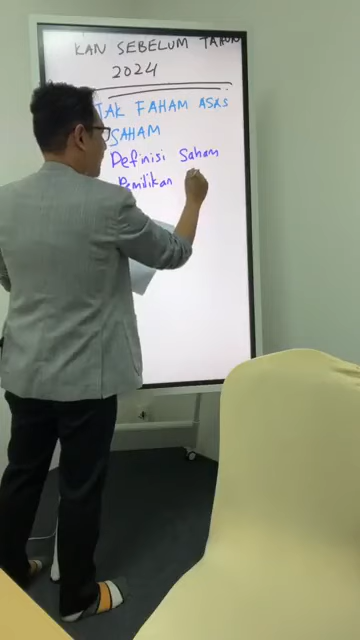 KAN SEBELUM TAHUN
2024
TAK FAHAM ASAS
SAHAM
Definisi Saham
Pemilikan